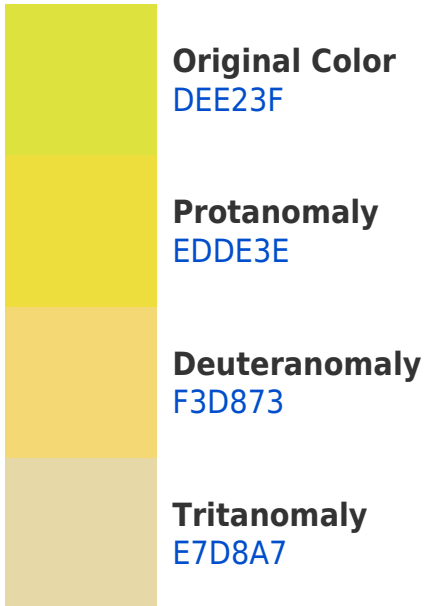 Original Color
DEE23F
Protanomaly
EDDE3E
Deuteranomaly
F3D873
Tritanomaly
E7D8A7